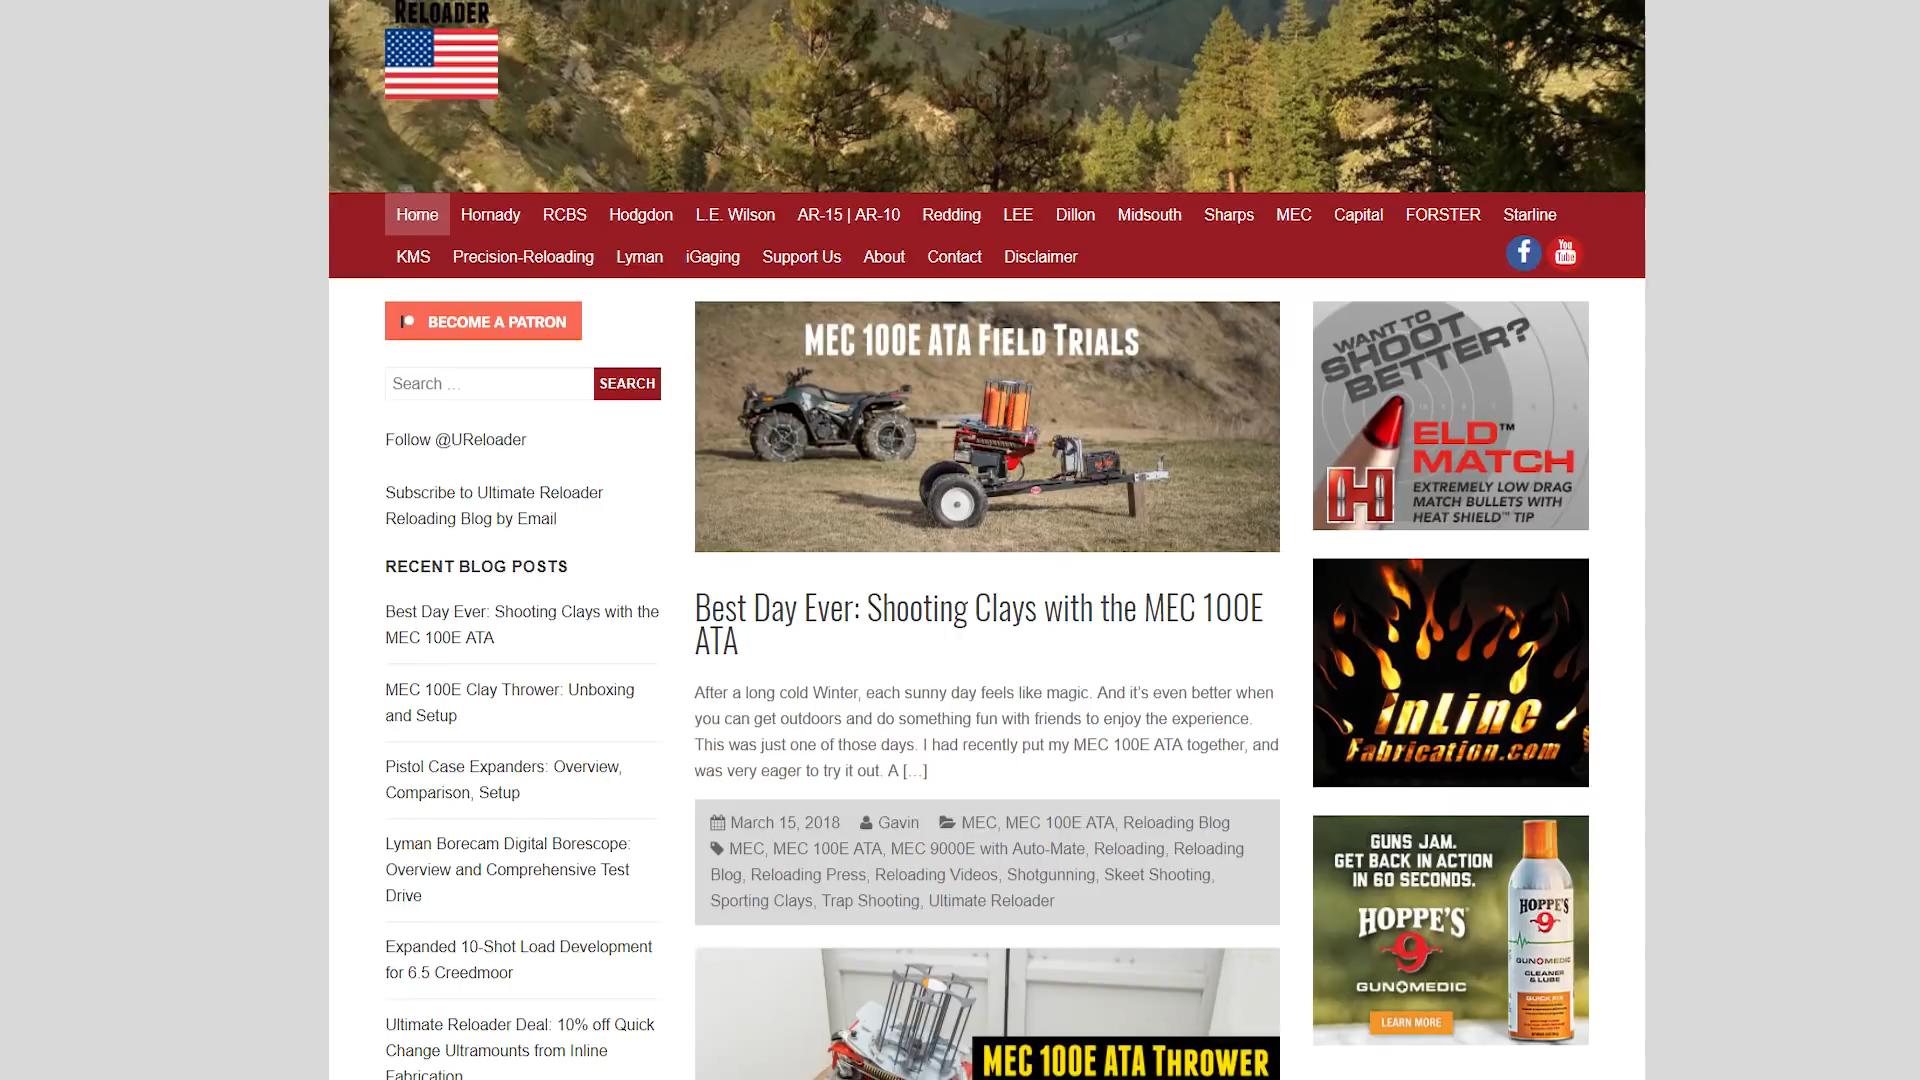 RELOADER
Home Hornady RCBS Hodgdon L.E. Wilson AR-15 | AR-10 Redding LEE Dillon Midsouth Sharps MEC Capital FORSTER Starline
KMS Precision-Reloading Lyman iGaging Support Us About Contact Disclaimer
f You Tube
BECOME A PATRON
Search …
SEARCH
Follow @UReloader
Subscribe to Ultimate Reloader
Reloading Blog by Email
RECENT BLOG POSTS
Best Day Ever: Shooting Clays with the
MEC 100E ATA
MEC 100E Clay Thrower: Unboxing
and Setup
Pistol Case Expanders: Overview,
Comparison, Setup
Lyman Borecam Digital Borescope:
Overview and Comprehensive Test
Drive
Expanded 10-Shot Load Development
for 6.5 Creedmoor
Ultimate Reloader Deal: 10% off Quick
Change Ultramounts from Inline
Fabrication
MEC 100E ATA FIELD TRIALS
Best Day Ever: Shooting Clays with the MEC 100E
ATA
After a long cold Winter, each sunny day feels like magic. And it’s even better when
you can get outdoors and do something fun with friends to enjoy the experience.
This was just one of those days. I had recently put my MEC 100E ATA together, and
was very eager to try it out. A […]
March 15, 2018 Gavin MEC, MEC 100E ATA, Reloading Blog
MEC, MEC 100E ATA, MEC 9000E with Auto-Mate, Reloading, Reloading
Blog, Reloading Press, Reloading Videos, Shotgunning, Skeet Shooting,
Sporting Clays, Trap Shooting, Ultimate Reloader
MEC 100E ATA THROWER
WANT TO
SHOOT
BETTER?
ELD™
MATCH
EXTREMELY LOW DRAG
MATCH BULLETS WITH
HEAT SHIELD™ TIP
H
InLine
Fabrication.com
GUNS JAM.
GET BACK IN ACTION
IN 60 SECONDS.
HOPPE'S
9
GUNMEDIC
LEARN MORE
HOPPE'S
9
GUNMEDIC
CLEANER
& LUBE
QUICK FIX